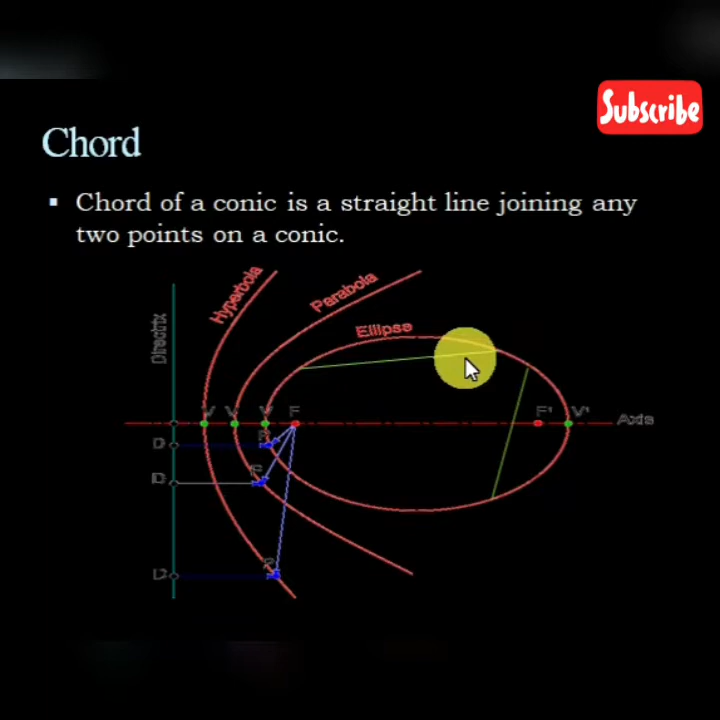 Subscribe
Chord
▪ Chord of a conic is a straight line joining any
two points on a conic.
Hyperbola
Parabola
Ellipse
Directrix
V V V F F' V' Axis
D P
D P
D P